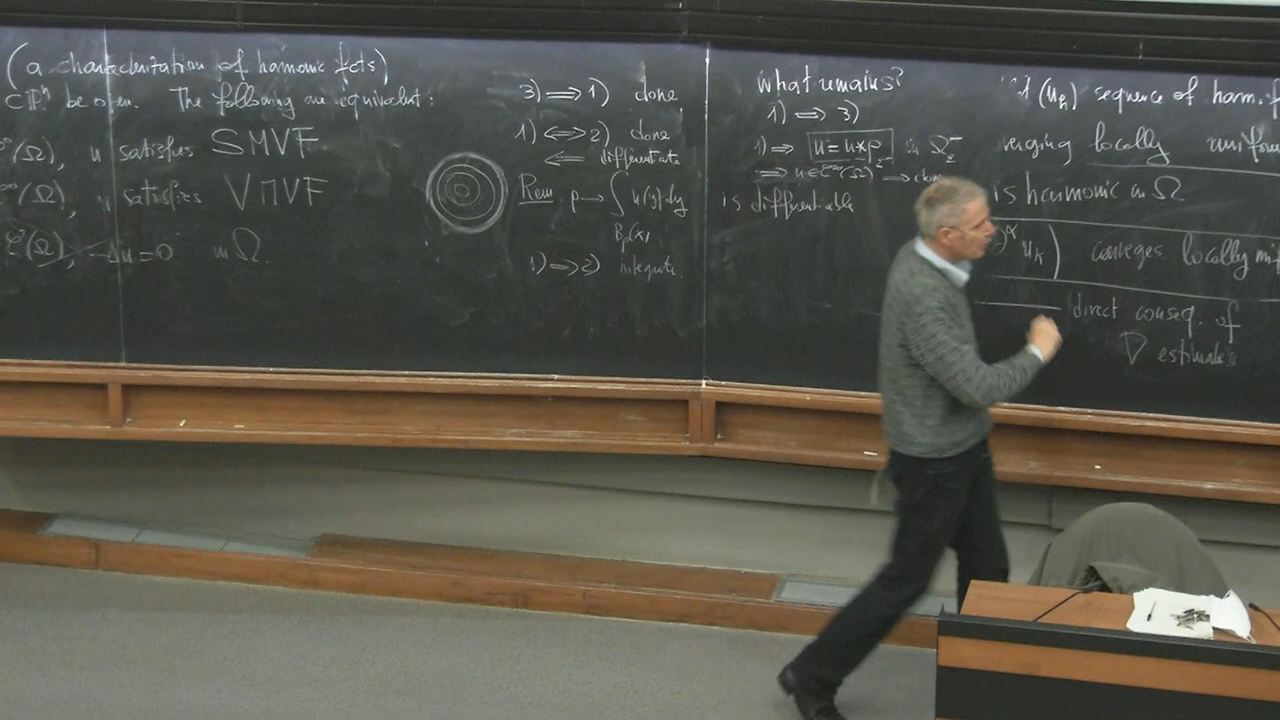 (a characterization of harmonic fcts)
⊂ℝⁿ be open. The following are equivalent:
(Ω), u satisfies SMVF
(Ω), u satisfies VMVF
C(Ω), -Δu=0 in Ω.
3) ⟹ 1) done
1) ⟺ 2) done
⟸ differentiate
Rem ρ → ∫ u(y)dy
B_ρ(x)
1) ⟹ 2) integrate
what remains?
1) ⟹ 3)
1) ⟹ u = u*ρ_ε in Ω_ε
⟹ u∈C^∞(Ω) → done
is differentiable
(u_k) sequence of harm. f
verging locally uniform
is harmonic in Ω
)^α u_k) converges locally uni
direct conseq. of
∇ estimates